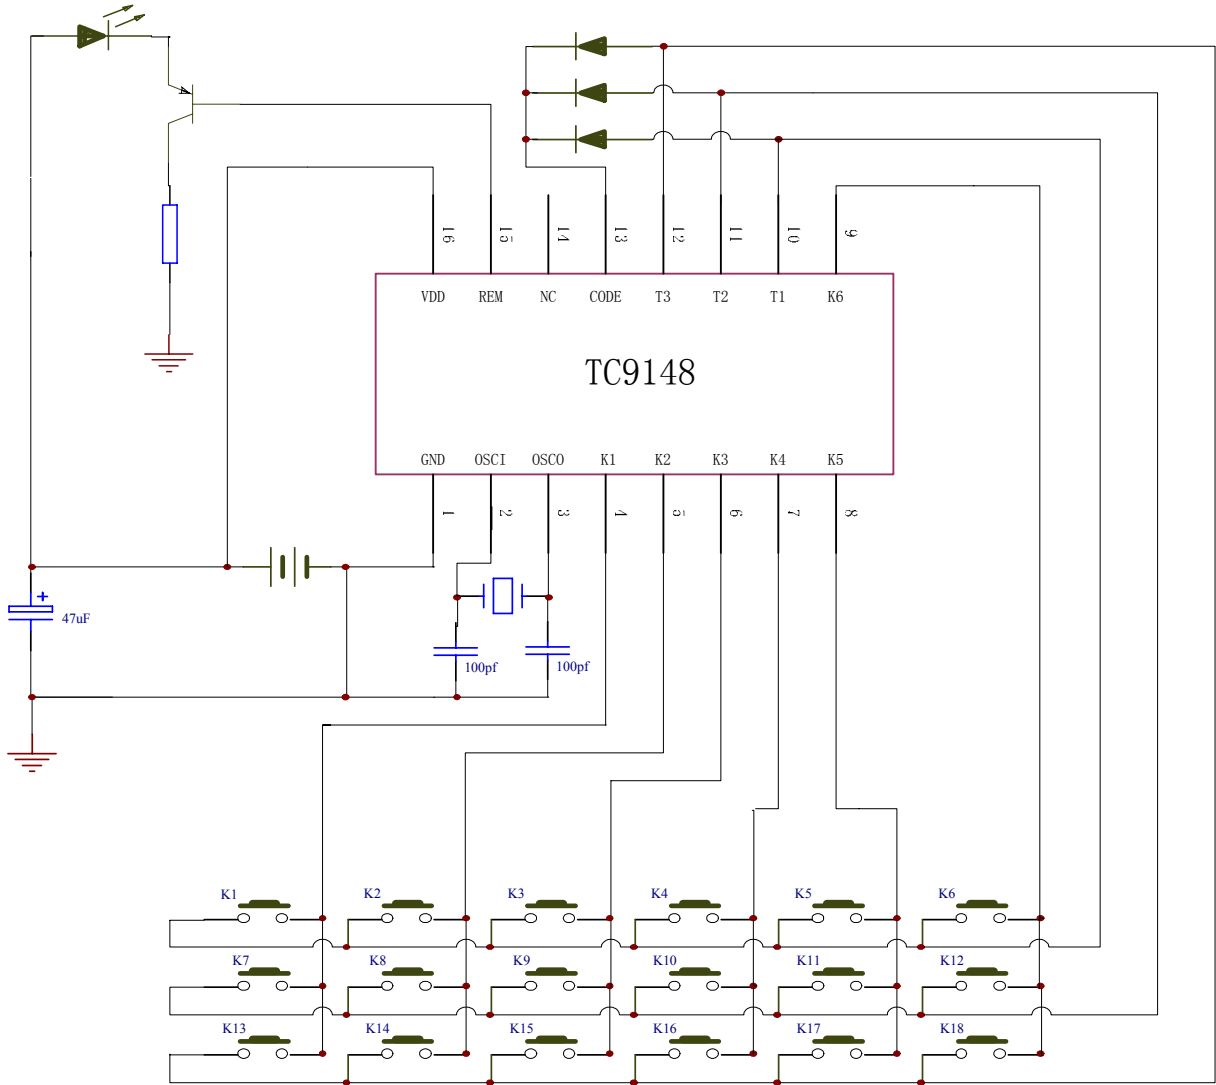 16 15 14 13 12 11 10 9
VDD REM NC CODE T3 T2 T1 K6
TC9148
GND OSCI OSCO K1 K2 K3 K4 K5
1 2 3 4 5 6 7 8
+
47uF
100pf 100pf
K1 K2 K3 K4 K5 K6
K7 K8 K9 K10 K11 K12
K13 K14 K15 K16 K17 K18